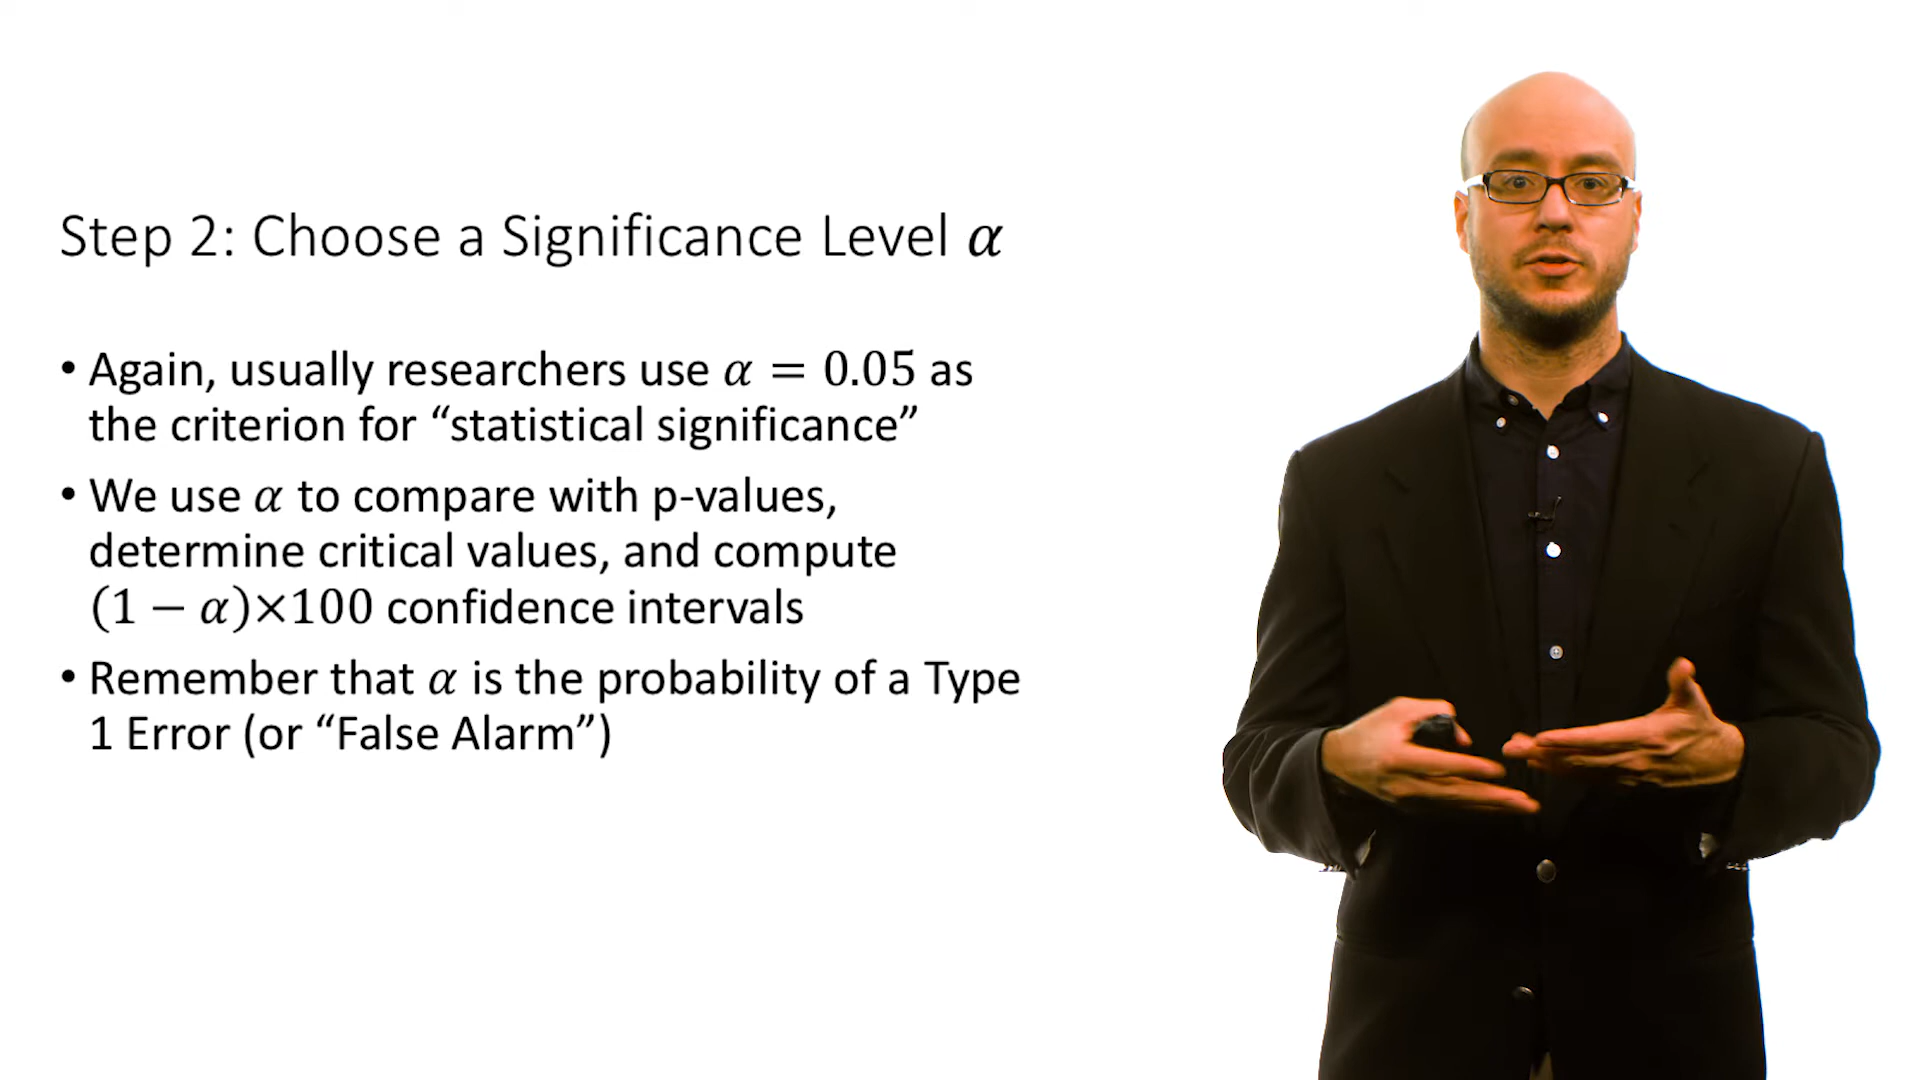 Step 2: Choose a Significance Level α
• Again, usually researchers use α = 0.05 as
the criterion for “statistical significance”
• We use α to compare with p-values,
determine critical values, and compute
(1 − α)×100 confidence intervals
• Remember that α is the probability of a Type
1 Error (or “False Alarm”)